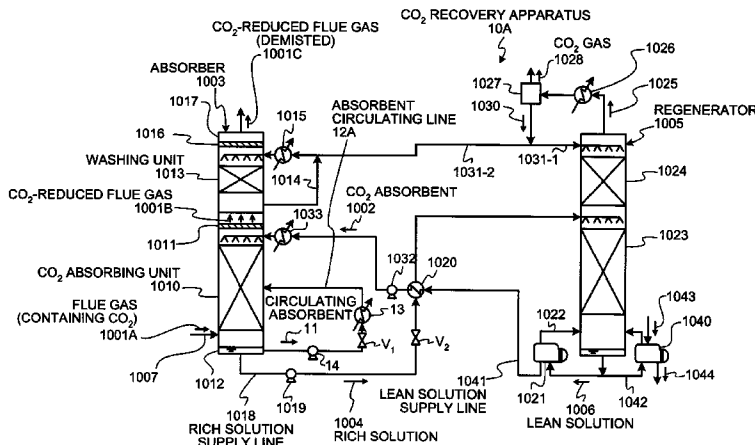 CO2-REDUCED FLUE GAS
(DEMISTED)
1001C
ABSORBER
1003
1017
1016
WASHING UNIT
1013
CO2-REDUCED FLUE GAS
1001B
1011
CO2 ABSORBING UNIT
1010
FLUE GAS
(CONTAINING CO2)
1001A
1007
1012
1015
ABSORBENT
CIRCULATING LINE
12A
1014
1033
CO2 ABSORBENT
1002
1032
1020
CIRCULATING
ABSORBENT
13
11
V1
V2
14
1018
1019
RICH SOLUTION
SUPPLY LINE
1004
RICH SOLUTION
CO2 RECOVERY APPARATUS
10A
CO2 GAS
1028
1026
1027
1025
1030
REGENERATOR
1005
1031-1
1031-2
1024
1023
1022
1043
1040
1041
1021
1006
1042
1044
LEAN SOLUTION
SUPPLY LINE
LEAN SOLUTION